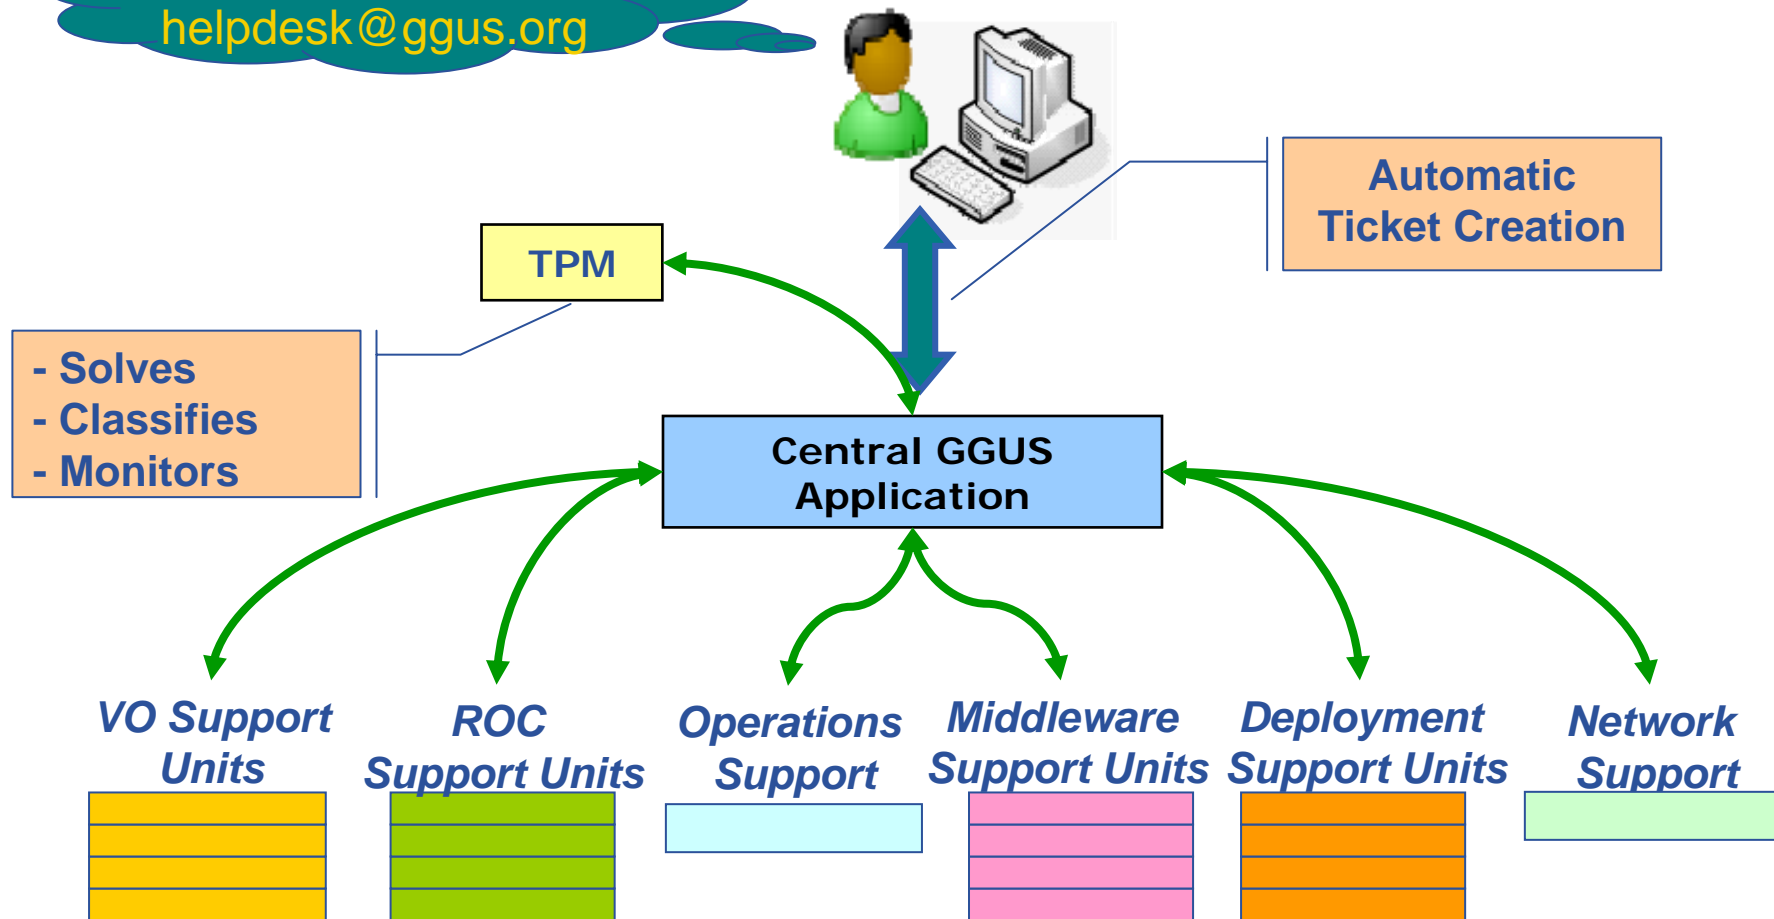 helpdesk@ggus.org
Automatic
Ticket Creation
TPM
- Solves
- Classifies
- Monitors
Central GGUS
Application
VO Support
Units
ROC
Support Units
Operations
Support
Middleware
Support Units
Deployment
Support Units
Network
Support